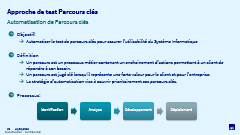 Approche de test Parcours clés
Automatisation de Parcours clés
Objectif:
Automatiser le test de parcours clés pour assurer l'utilisabilité du Système Informatique
Définition
Un parcours est un processus métier contenant un enchaînement d'actions permettant à un client de
répondre à son besoin.
Un parcours est jugé clé lorsqu'il représente une forte valeur pour le client et pour l'entreprise.
La stratégie d'automatisation vise à couvrir prioritairement ces parcours clés.
Processus:
Identification
Analyse
Développements
Déploiement